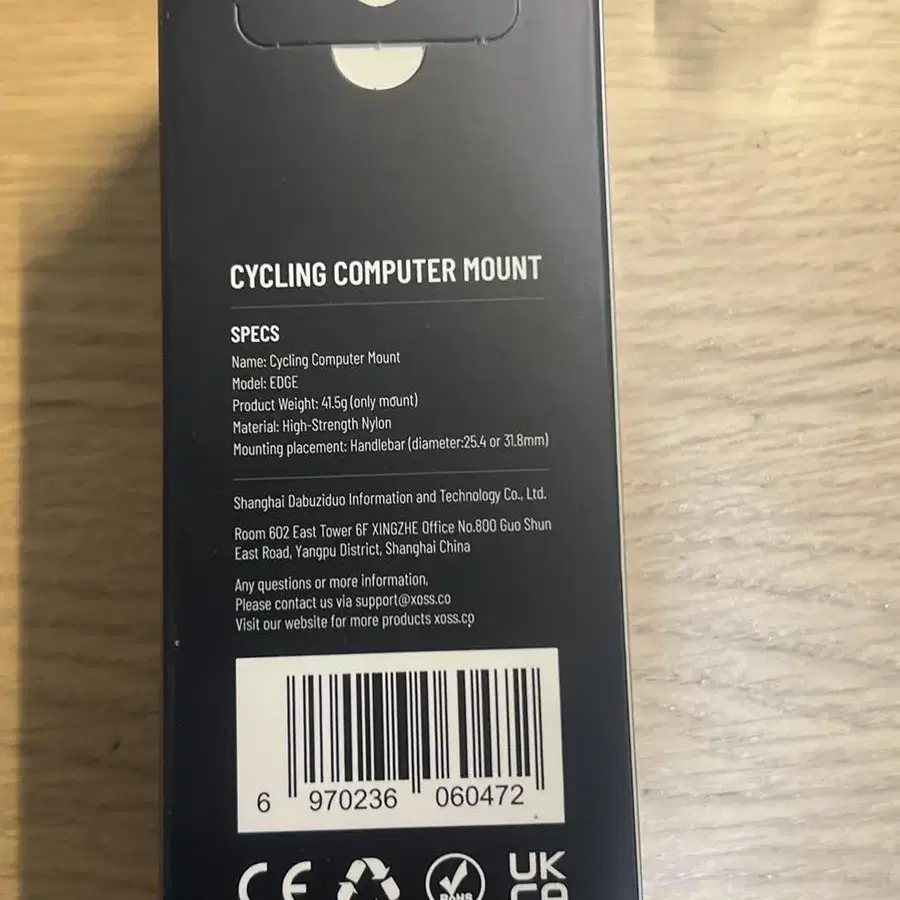 CYCLING COMPUTER MOUNT
SPECS
Name: Cycling Computer Mount
Model: EDGE
Product Weight: 41.5g (only mount)
Material: High-Strength Nylon
Mounting placement: Handlebar (diameter:25.4 or 31.8mm)
Shanghai Dabuziduo Information and Technology Co., Ltd.
Room 602 East Tower 6F XINGZHE Office No.800 Guo Shun
East Road, Yangpu District, Shanghai China
Any questions or more information,
Please contact us via support@xoss.co
Visit our website for more products xoss.co
6 970236 060472
CE RoHS UK
CA